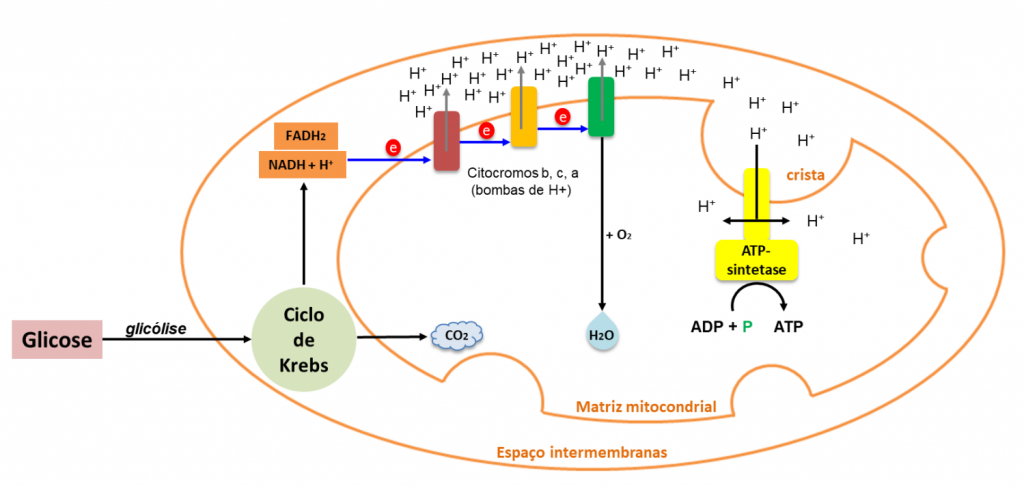 H⁺ H⁺ H⁺ H⁺ H⁺ H⁺ H⁺
H⁺ H⁺ H⁺ H⁺ H⁺ H⁺ H⁺ H⁺ H⁺
H⁺ H⁺ H⁺ H⁺
H⁺
H⁺
H⁺ H⁺
H⁺ H⁺
FADH₂
NADH + H⁺
e
e
e
Citocromos b, c, a
(bombas de H+)
crista
H⁺
H⁺
H⁺
+ O₂
ATP-
sintetase
ADP + P ATP
Glicose
glicólise
Ciclo
de
Krebs
CO₂
H₂O
Matriz mitocondrial
Espaço intermembranas